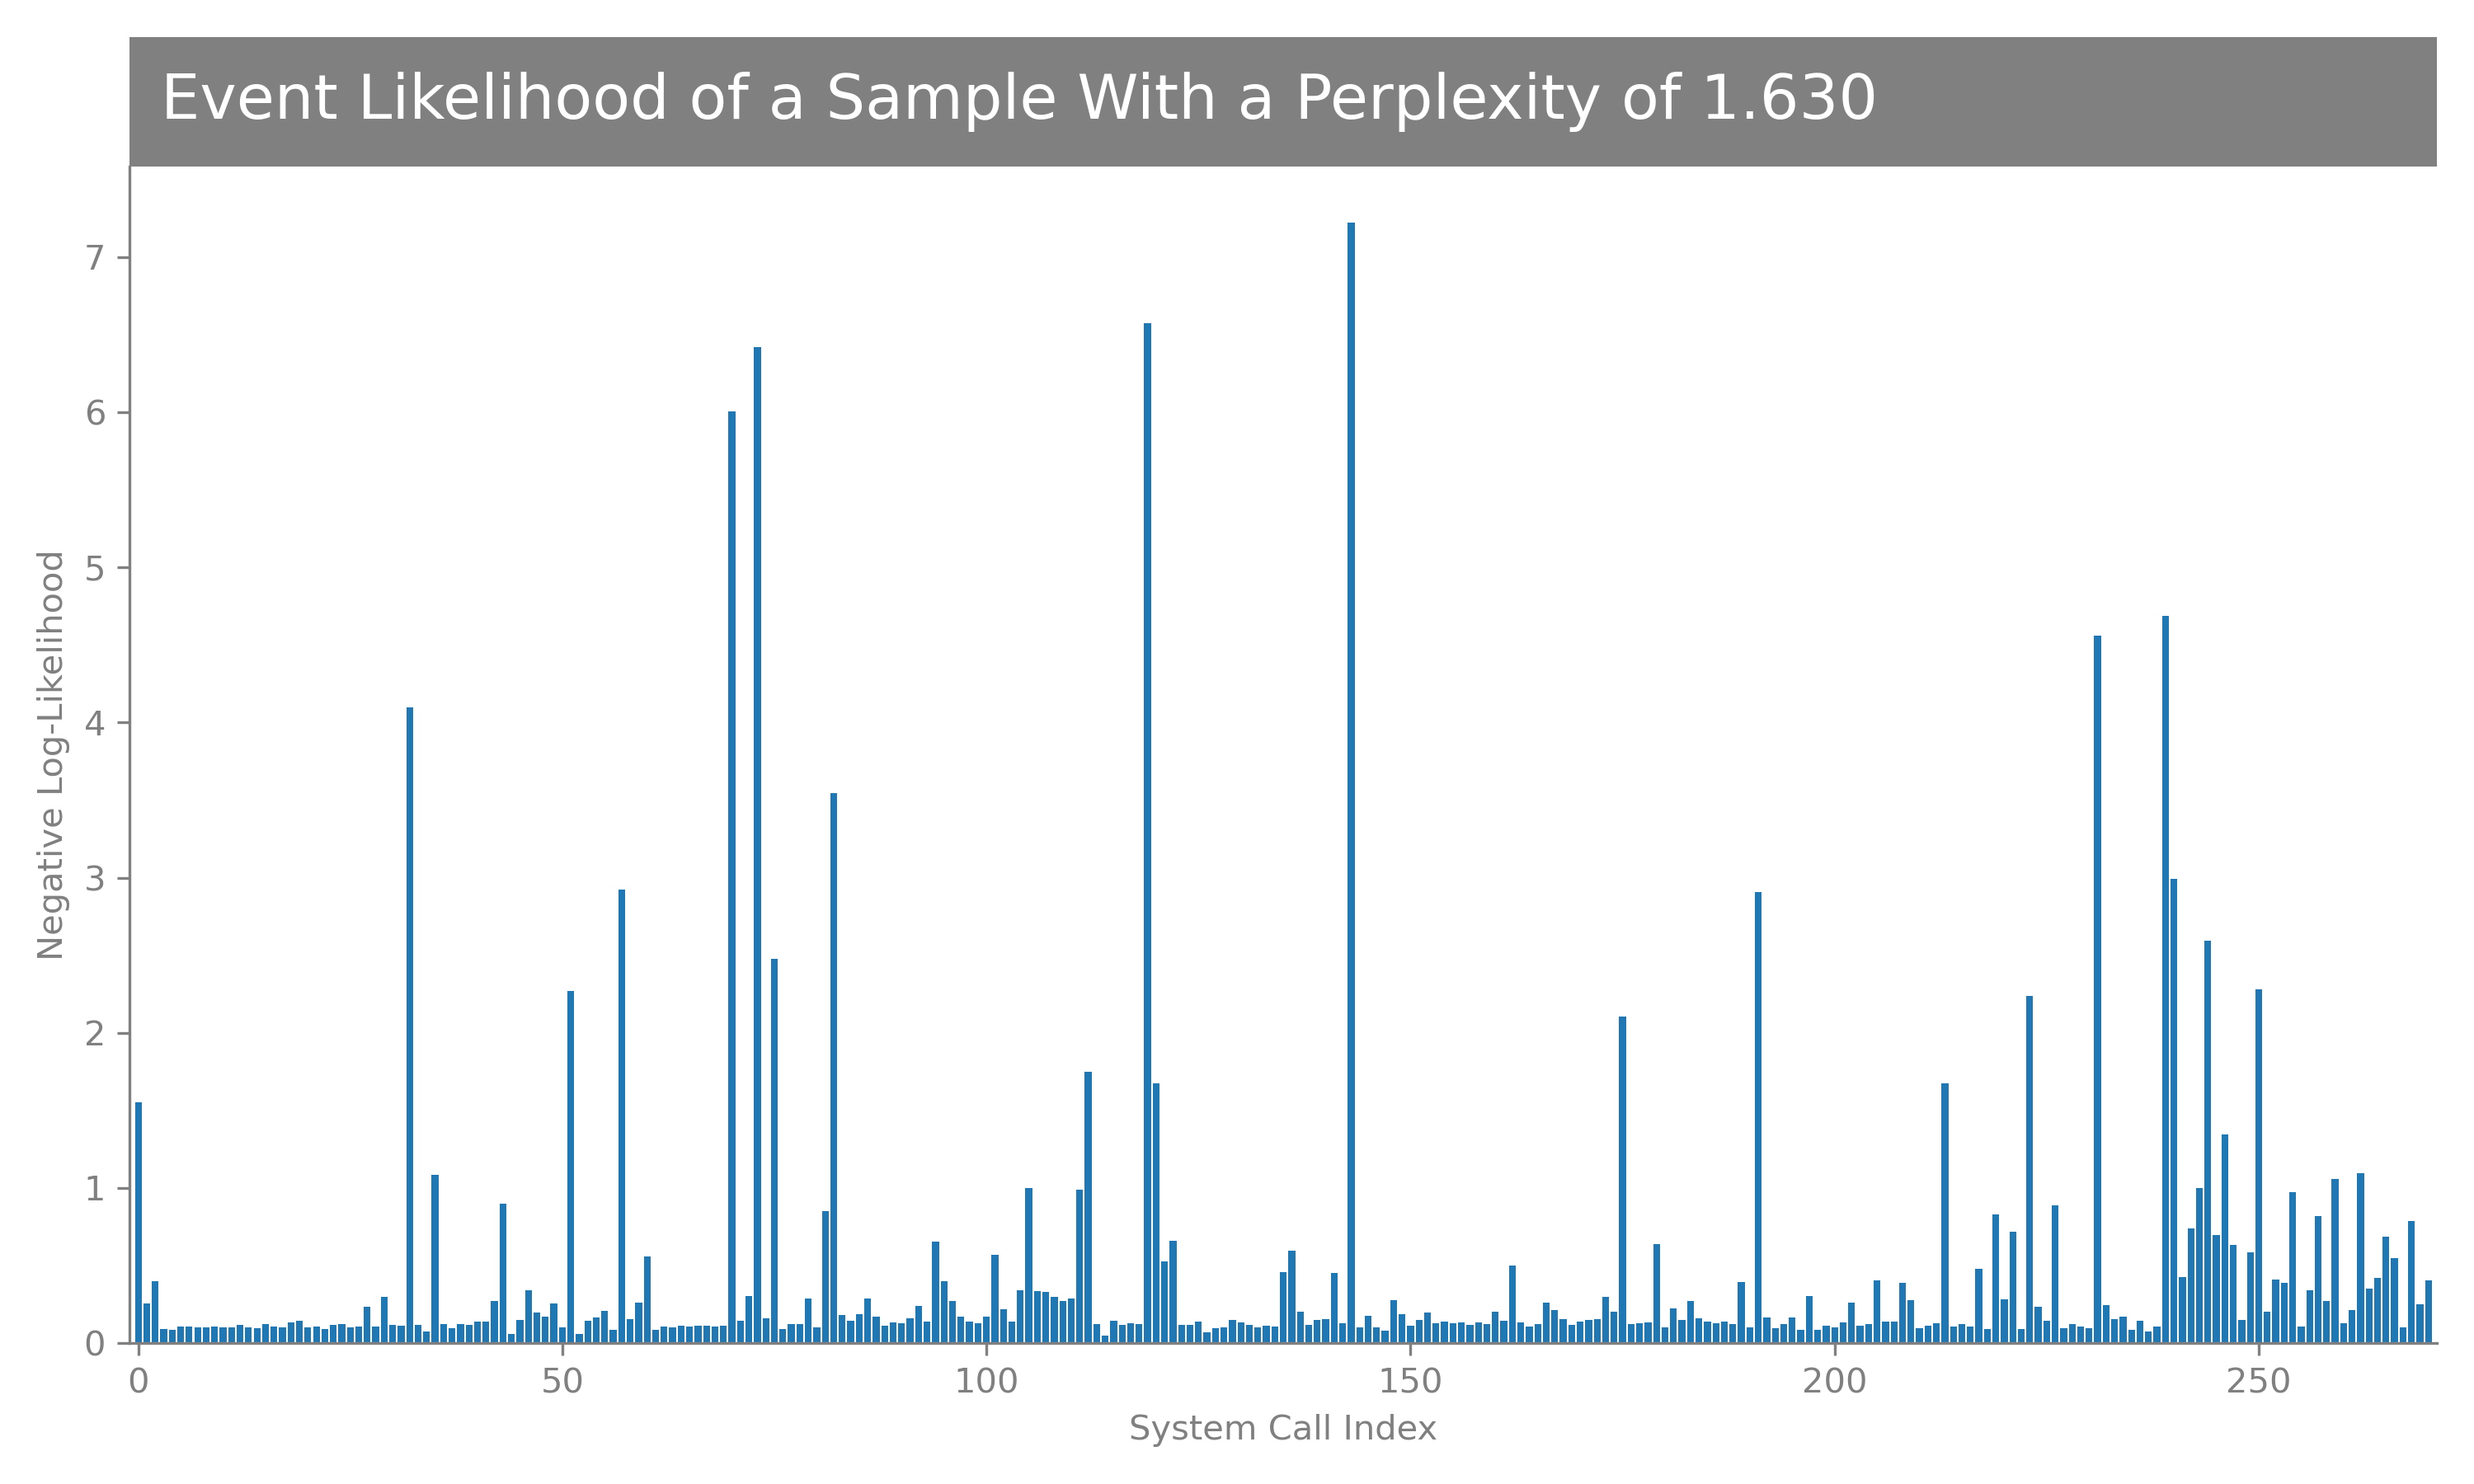 Event Likelihood of a Sample With a Perplexity of 1.630
Negative Log-Likelihood
7
6
5
4
3
2
1
0
0 50 100 150 200 250
System Call Index